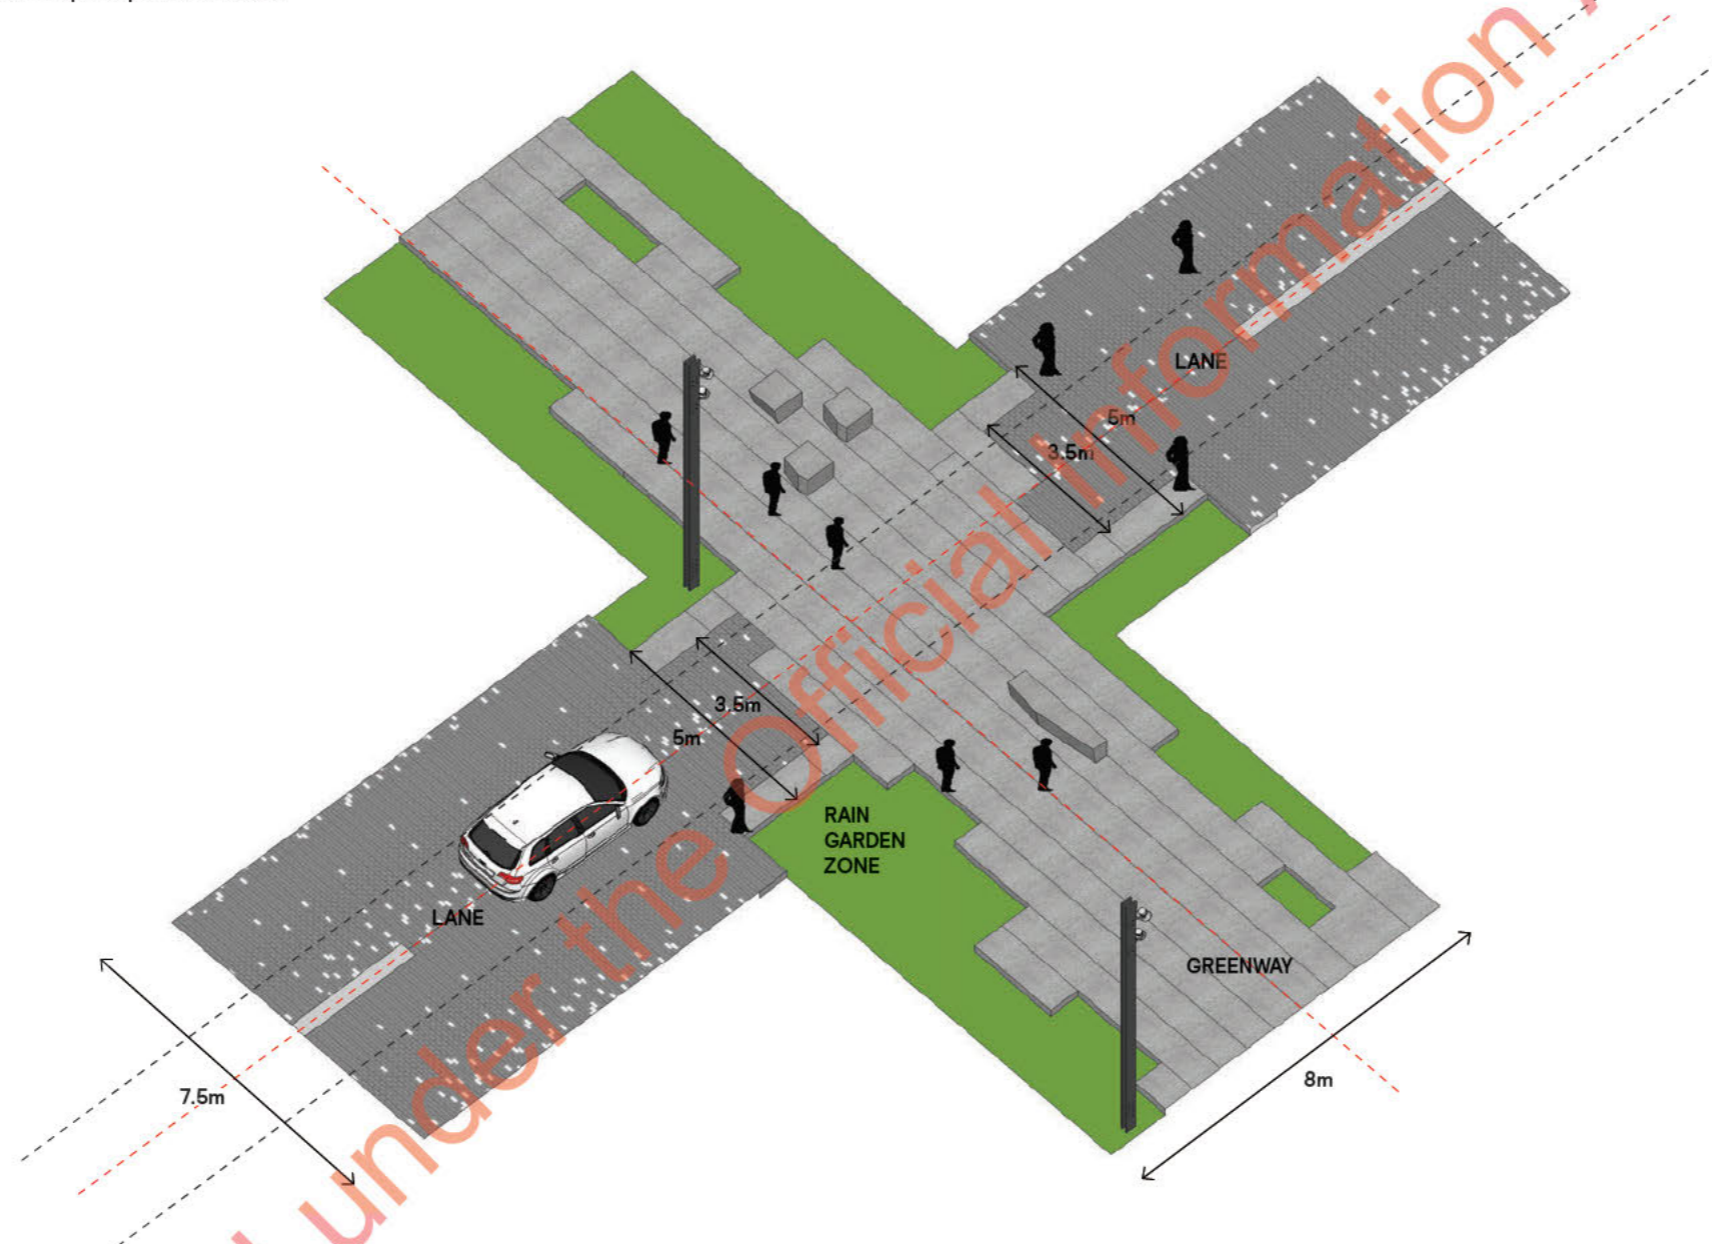 LANE
5m
3.5m
3.5m
5m
RAIN
GARDEN
ZONE
LANE
GREENWAY
8m
7.5m
under the Official Information